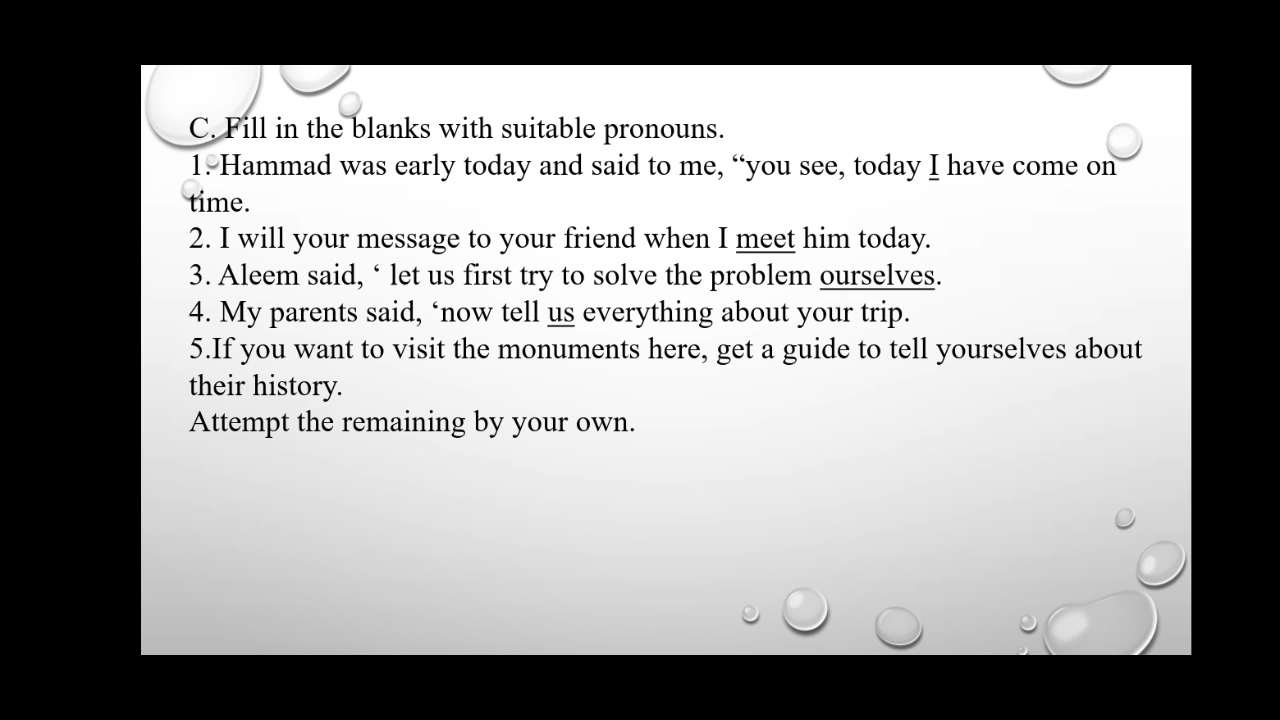 C. Fill in the blanks with suitable pronouns.
1. Hammad was early today and said to me, “you see, today I have come on
time.
2. I will your message to your friend when I meet him today.
3. Aleem said, ‘ let us first try to solve the problem ourselves.
4. My parents said, ‘now tell us everything about your trip.
5.If you want to visit the monuments here, get a guide to tell yourselves about
their history.
Attempt the remaining by your own.